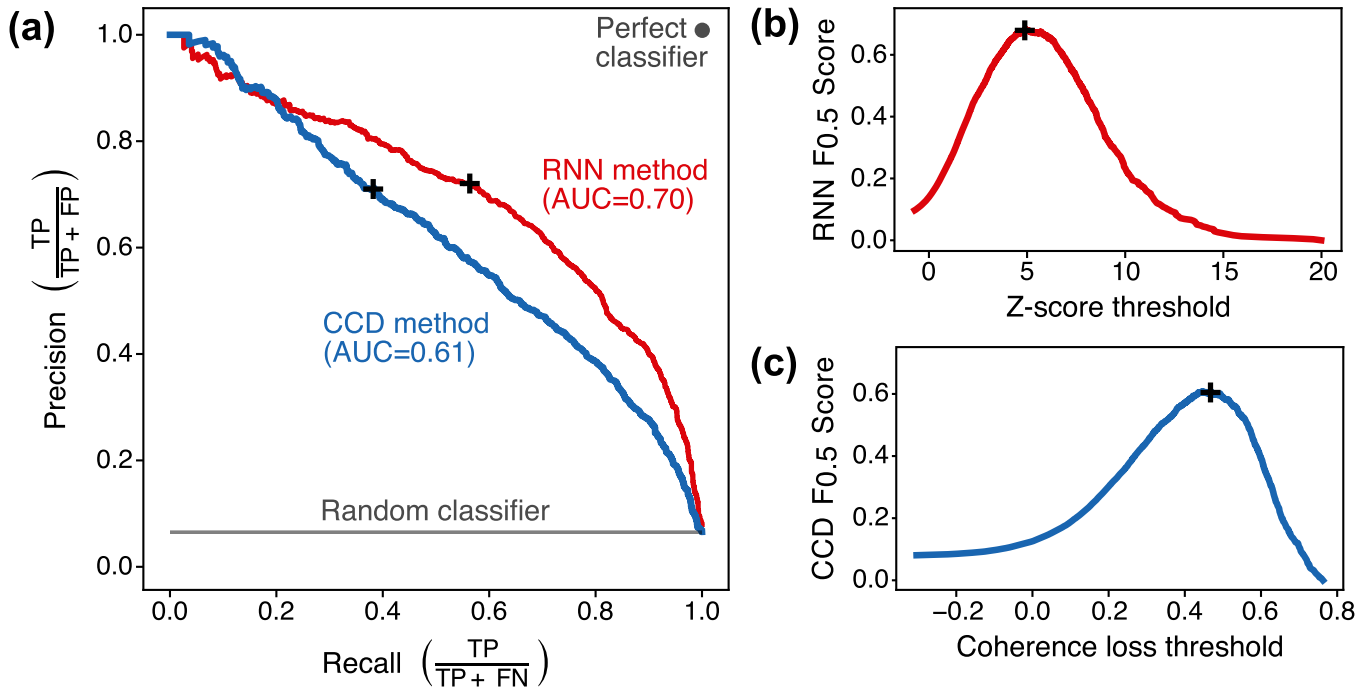 (a)
Perfect
classifier
RNN method
(AUC=0.70)
CCD method
(AUC=0.61)
Random classifier
1.0
0.8
0.6
0.4
0.2
0.0
0.0 0.2 0.4 0.6 0.8 1.0
Precision (TP / TP + FP)
Recall (TP / TP + FN)
(b)
RNN F0.5 Score
0.6
0.4
0.2
0.0
0 5 10 15 20
Z-score threshold
(c)
CCD F0.5 Score
0.6
0.4
0.2
0.0
−0.2 0.0 0.2 0.4 0.6 0.8
Coherence loss threshold